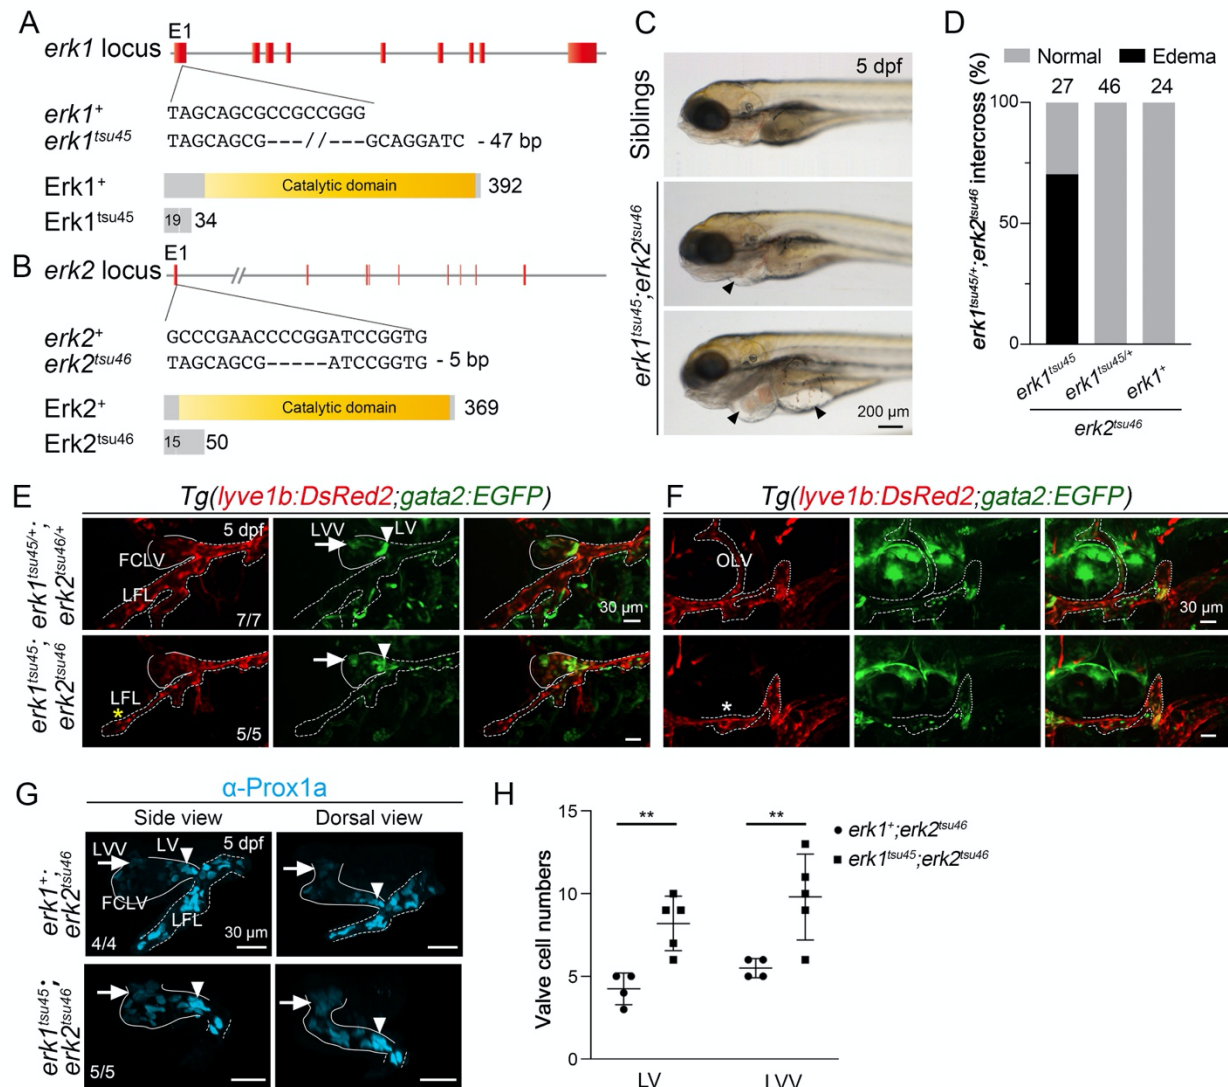 A
erk1 locus
E1
erk1+
TAGCAGCGCCGCCGGG
erk1tsu45
TAGCAGCG---//---GCAGGATC
- 47 bp
Erk1+
Catalytic domain
392
Erk1tsu45
19
34
B
erk2 locus
E1
erk2+
GCCCGAACCCCGGATCCGGTG
erk2tsu46
TAGCAGCG-----ATCCGGTG
- 5 bp
Erk2+
Catalytic domain
369
Erk2tsu46
15
50
C
Siblings
5 dpf
erk1tsu45;erk2tsu46
200 μm
D
Normal
Edema
erk1tsu45/+;erk2tsu46 intercross (%)
27
46
24
100
50
0
erk1tsu45
erk1tsu45/+
erk1+
erk2tsu46
E
Tg(lyve1b:DsRed2;gata2:EGFP)
erk1tsu45/+;
erk2tsu46/+
5 dpf
FCLV
LFL
7/7
LVV
LV
30 μm
erk1tsu45;
erk2tsu46
LFL
*
5/5
F
Tg(lyve1b:DsRed2;gata2:EGFP)
OLV
30 μm
*
G
α-Prox1a
Side view
Dorsal view
erk1+;
erk2tsu46
5 dpf
LVV
LV
FCLV
LFL
4/4
30 μm
erk1tsu45;
erk2tsu46
5/5
H
Valve cell numbers
15
10
5
0
**
**
erk1+;erk2tsu46
erk1tsu45;erk2tsu46
LV
LVV